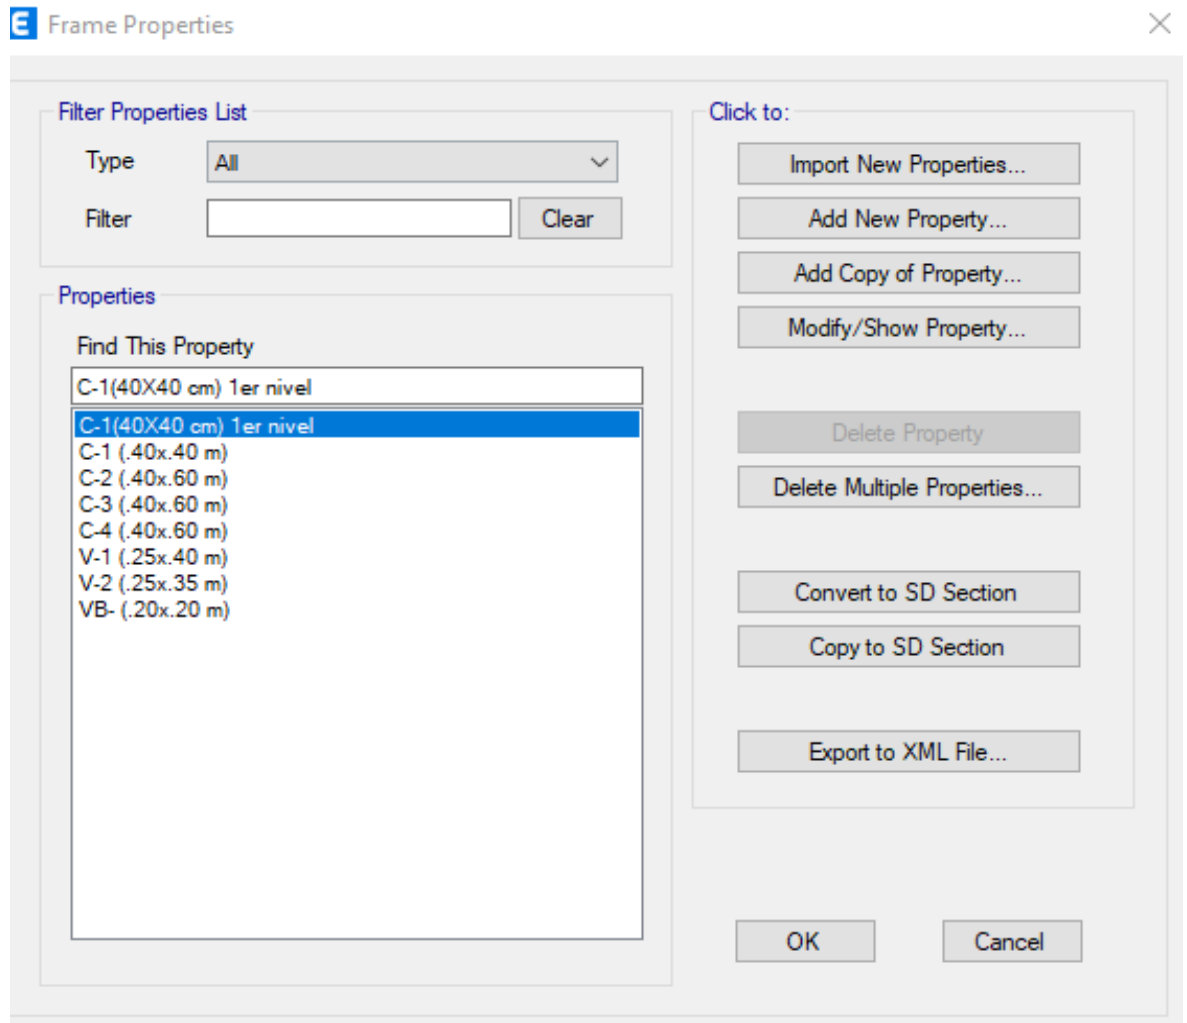 E Frame Properties
Filter Properties List
Type All
Filter Clear
Properties
Find This Property
C-1(40X40 cm) 1er nivel
C-1(40X40 cm) 1er nivel
C-1 (.40x.40 m)
C-2 (.40x.60 m)
C-3 (.40x.60 m)
C-4 (.40x.60 m)
V-1 (.25x.40 m)
V-2 (.25x.35 m)
VB- (.20x.20 m)
Click to:
Import New Properties...
Add New Property...
Add Copy of Property...
Modify/Show Property...
Delete Property
Delete Multiple Properties...
Convert to SD Section
Copy to SD Section
Export to XML File...
OK Cancel